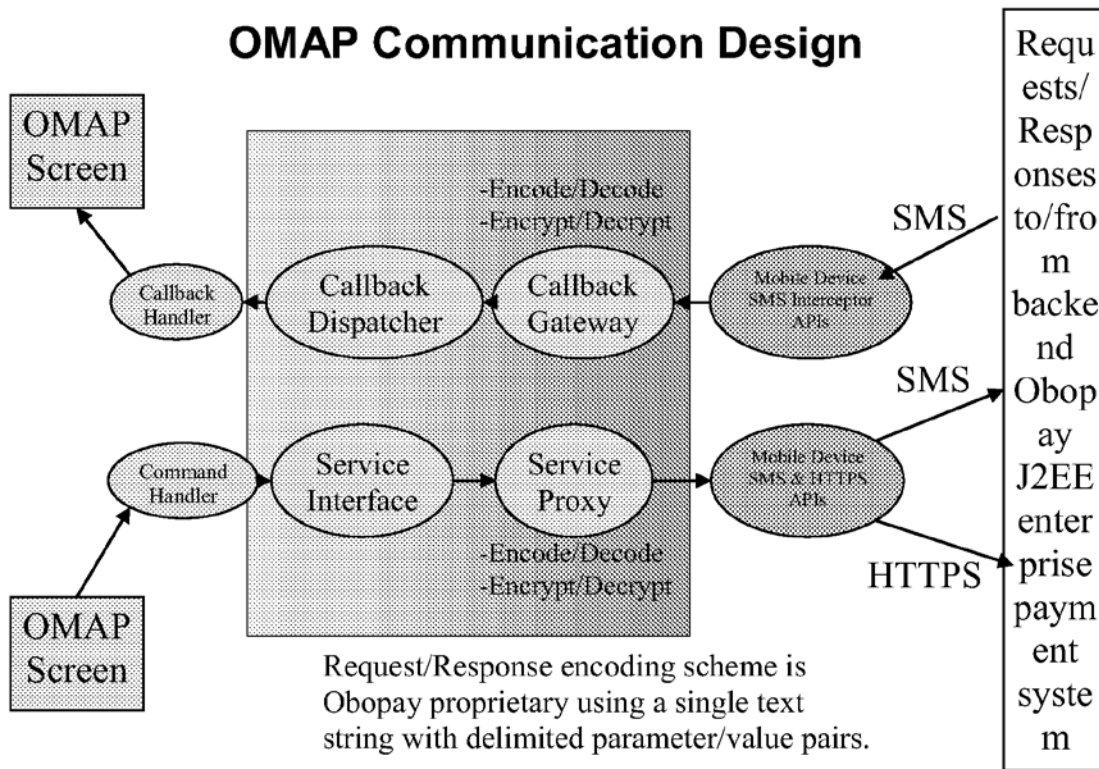 OMAP Communication Design
OMAP
Screen
-Encode/Decode
-Encrypt/Decrypt
SMS
Callback
Handler
Callback
Dispatcher
Callback
Gateway
Mobile Device
SMS Interceptor
APIs
SMS
Command
Handler
Service
Interface
Service
Proxy
Mobile Device
SMS & HTTPS
APIs
-Encode/Decode
-Encrypt/Decrypt
HTTPS
OMAP
Screen
Request/Response encoding scheme is
Obopay proprietary using a single text
string with delimited parameter/value pairs.
Requ
ests/
Resp
onses
to/fro
m
backe
nd
Obop
ay
J2EE
enter
prise
paym
ent
syste
m